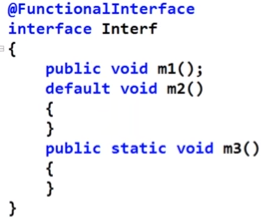 @FunctionalInterface
interface Interf
{
public void m1();
default void m2()
{
}
public static void m3()
{
}
}